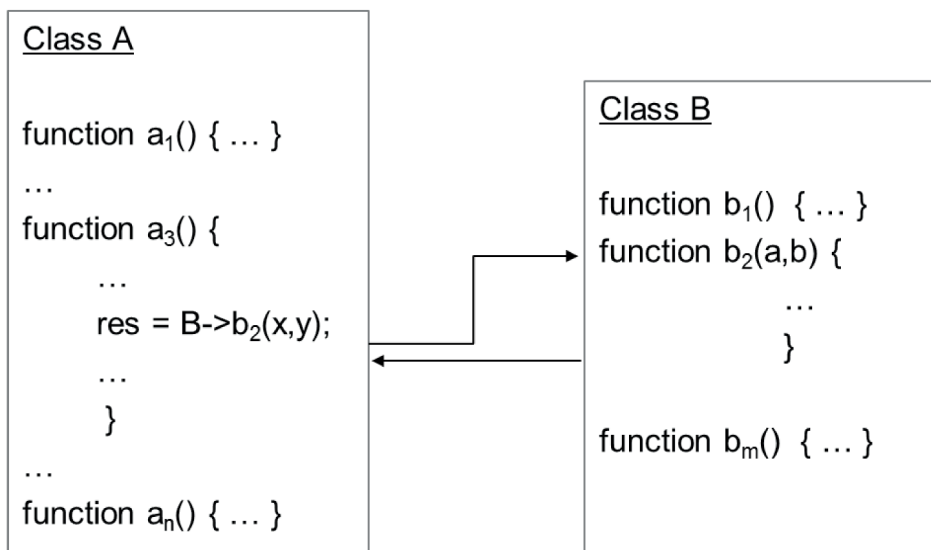 Class A
function a₁() { … }
…
function a₃() {
…
res = B->b₂(x,y);
…
}
…
function aₙ() { … }
Class B
function b₁() { … }
function b₂(a,b) {
…
}
function bₘ() { … }